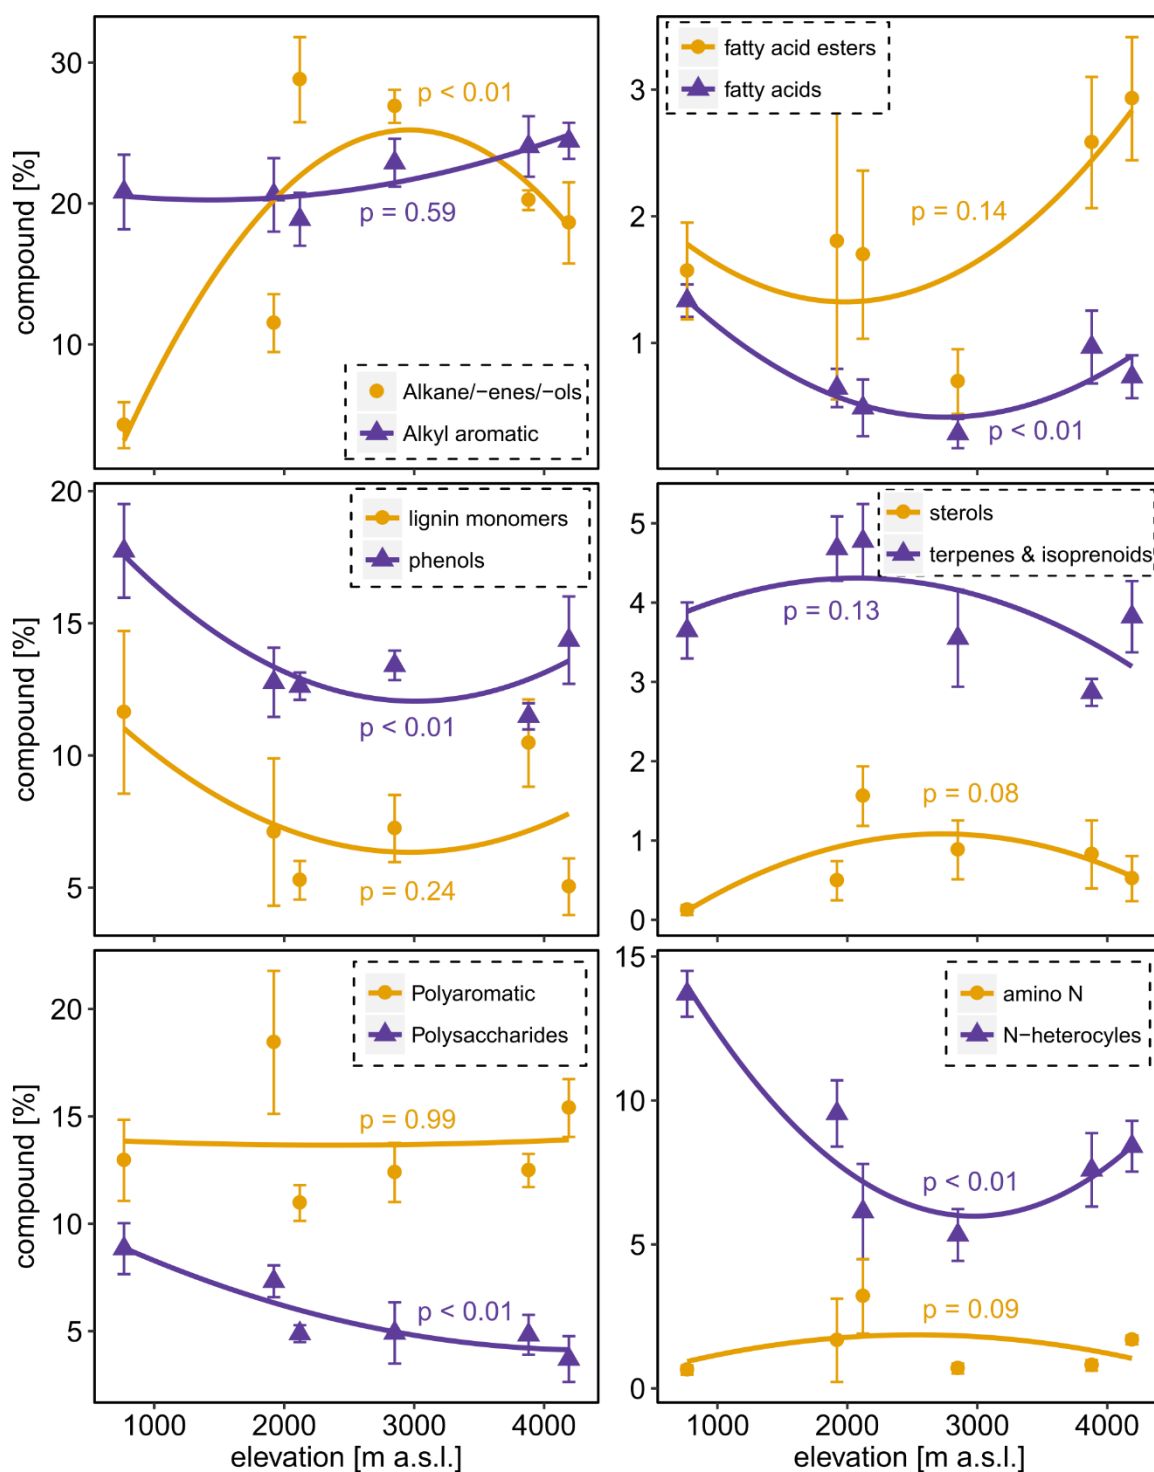 compound [%]
30
20
10
p < 0.01
p = 0.59
Alkane/−enes/−ols
Alkyl aromatic
3
2
1
fatty acid esters
fatty acids
p = 0.14
p < 0.01
compound [%]
20
15
10
5
lignin monomers
phenols
p < 0.01
p = 0.24
5
4
3
2
1
0
sterols
terpenes & isoprenoids
p = 0.13
p = 0.08
compound [%]
20
15
10
5
Polyaromatic
Polysaccharides
p = 0.99
p < 0.01
1000 2000 3000 4000
elevation [m a.s.l.]
15
10
5
0
amino N
N−heterocyles
p < 0.01
p = 0.09
1000 2000 3000 4000
elevation [m a.s.l.]